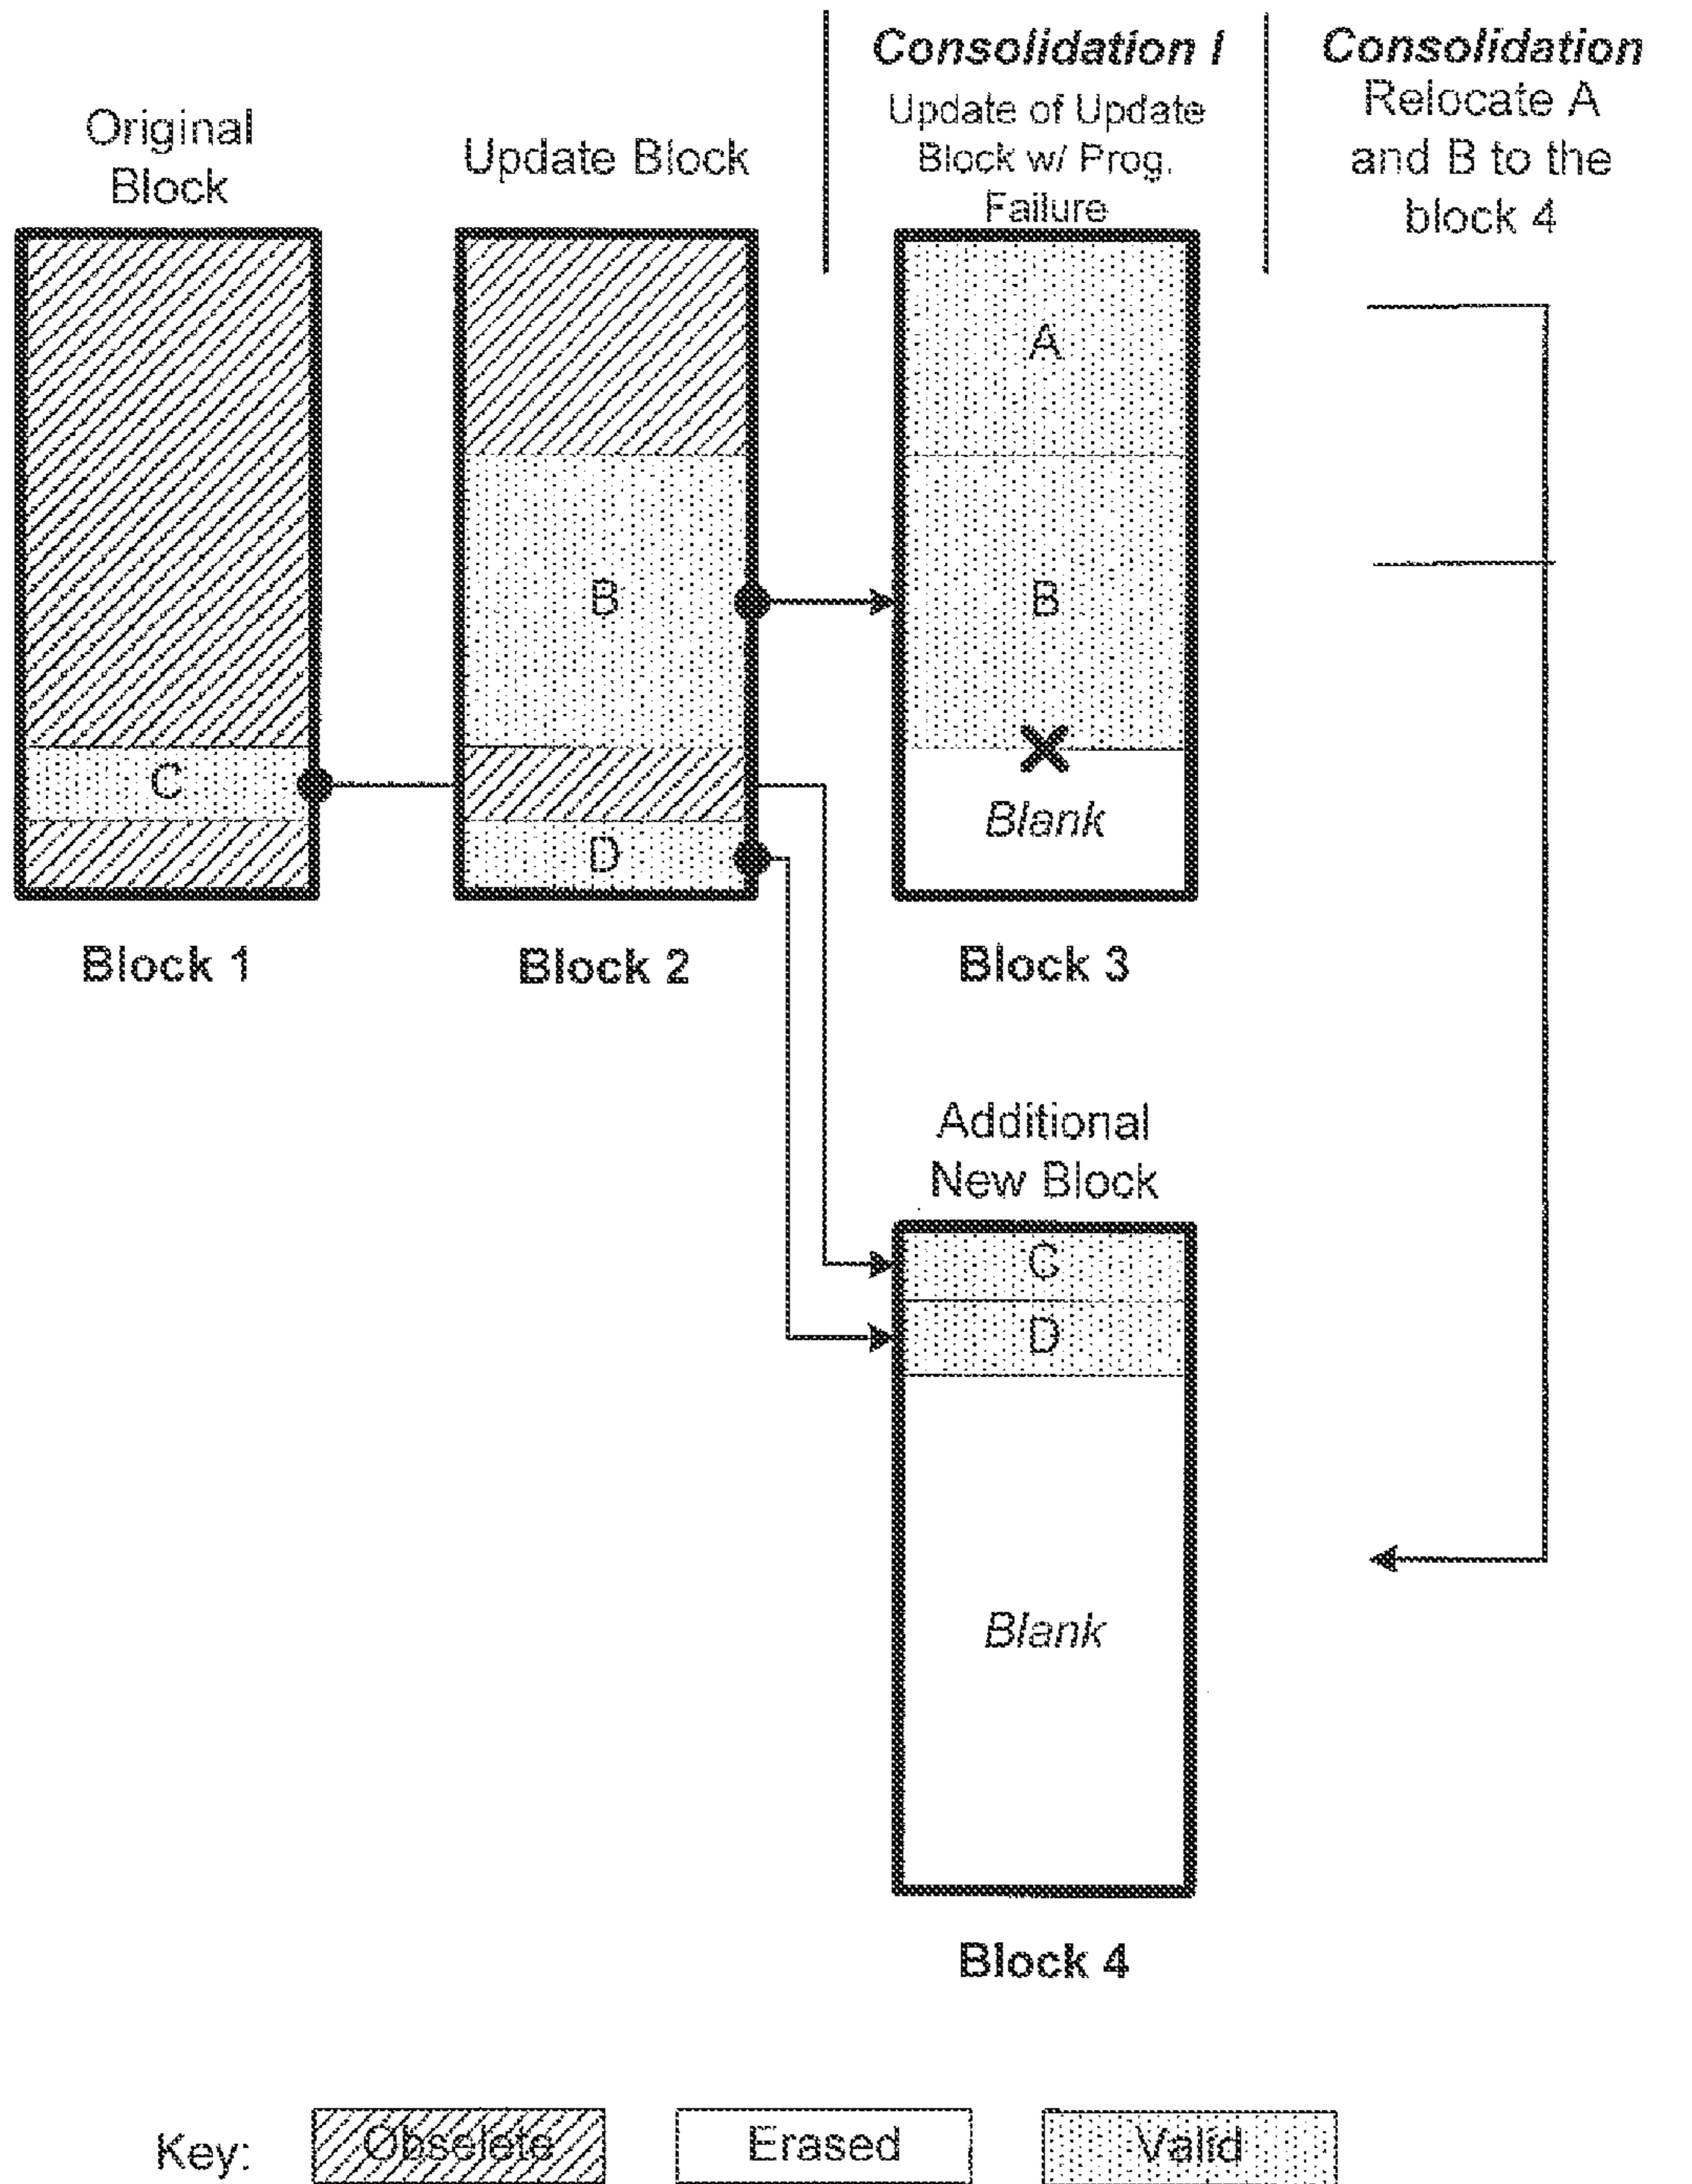 Original
Block
Update Block
Consolidation I
Update of Update
Block w/ Prog.
Failure
Consolidation
Relocate A
and B to the
block 4
A
B
B
C
D
Blank
Block 1
Block 2
Block 3
Additional
New Block
C
D
Blank
Block 4
Key:
Obsolete
Erased
Valid